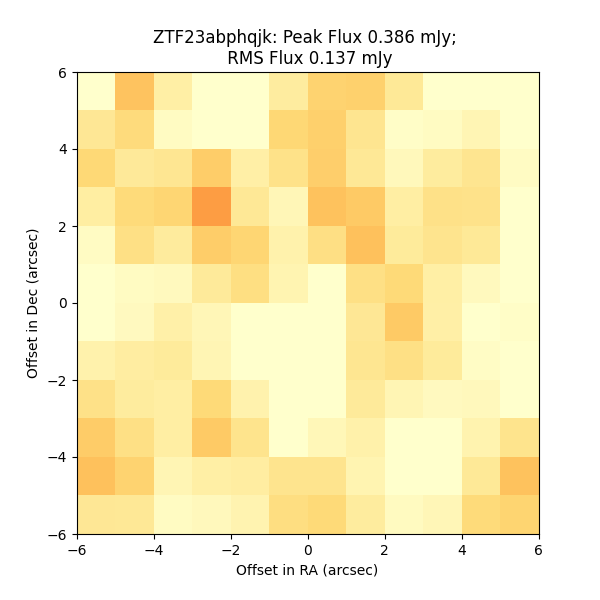 ZTF23abphqjk: Peak Flux 0.386 mJy;
RMS Flux 0.137 mJy
6
4
2
0
−2
−4
−6
Offset in Dec (arcsec)
−6 −4 −2 0 2 4 6
Offset in RA (arcsec)